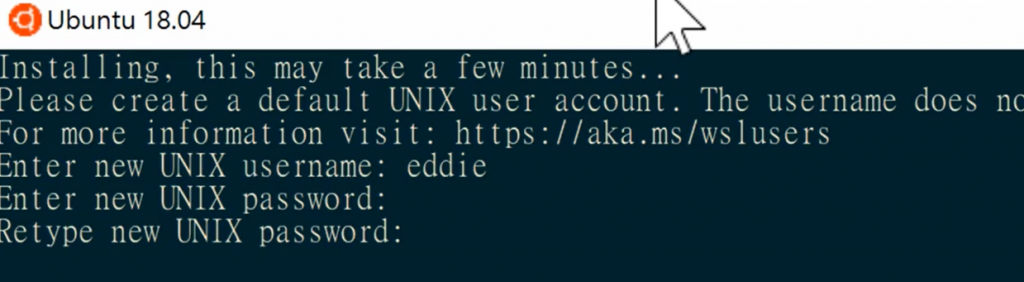 Ubuntu 18.04
Installing, this may take a few minutes...
Please create a default UNIX user account. The username does
For more information visit: https://aka.ms/wslusers
Enter new UNIX username: eddie
Enter new UNIX password:
Retype new UNIX password: